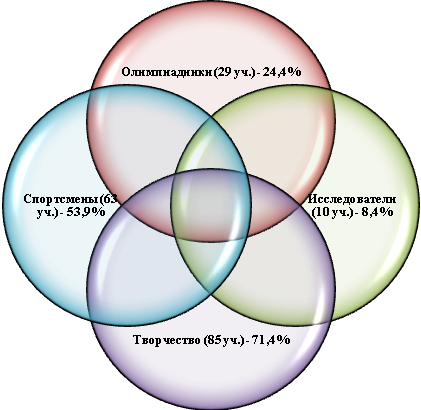 Олимпиадники (29 уч.) - 24,4%
Спортсмены (63
уч.) - 53,9%
Исследователи
(10 уч.) - 8,4%
Творчество (85 уч.) - 71,4%